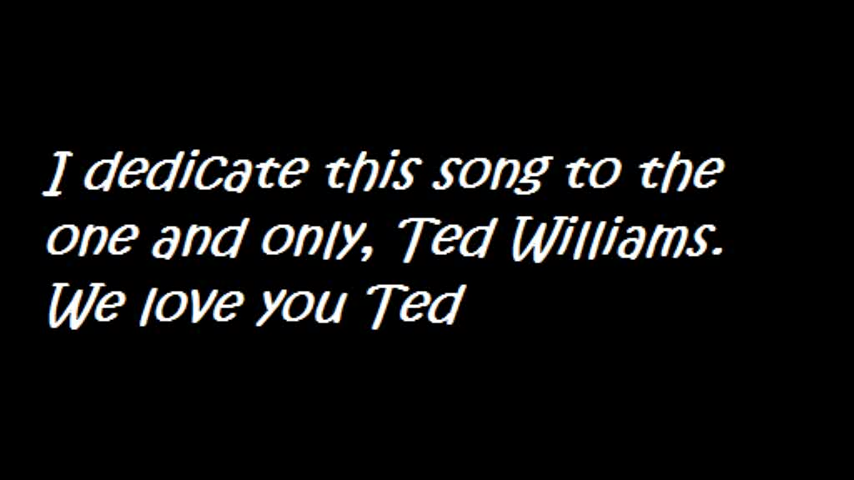 I dedicate this song to the
one and only, Ted Williams.
We love you Ted